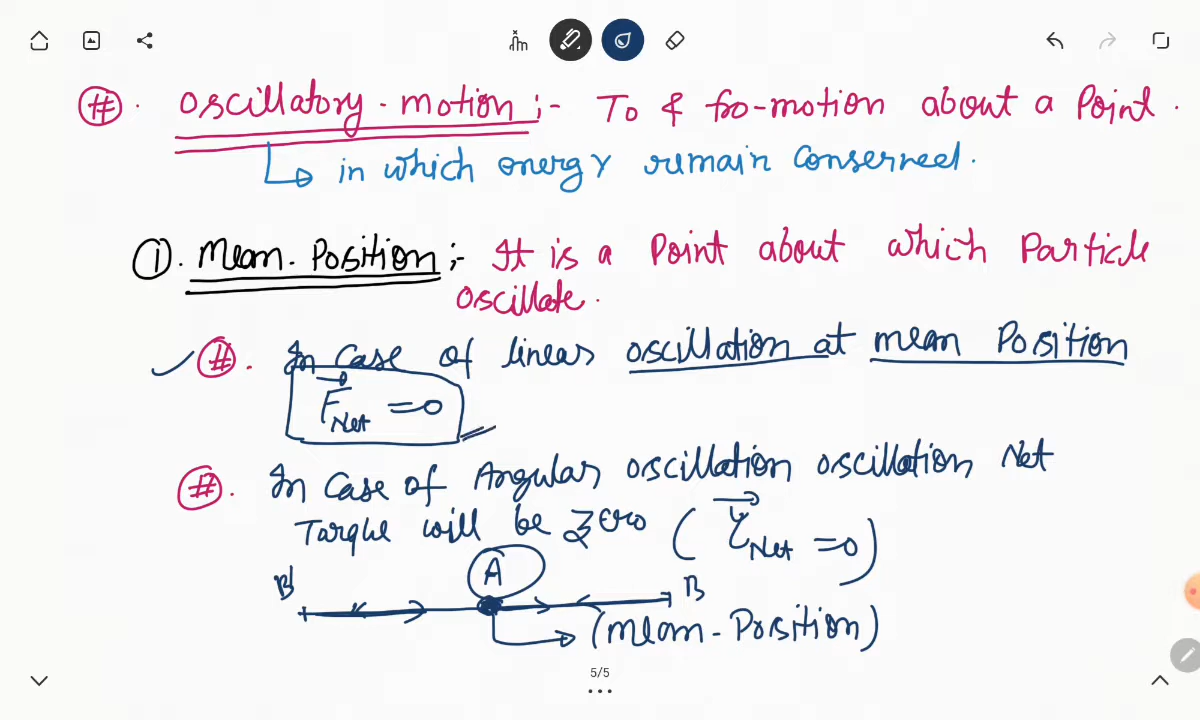 # . Oscillatory - motion :- To & fro-motion about a Point .
in which energy remain conserved.
1 . Mean - Position :- It is a Point about which Particle
oscillate .
# . In Case of linear oscillation at mean Position
F Net = 0
# . In Case of Angular oscillation oscillation Net
Torque will be zero ( τ Net = 0 )
A
B' B
(mean - Position)
5/5